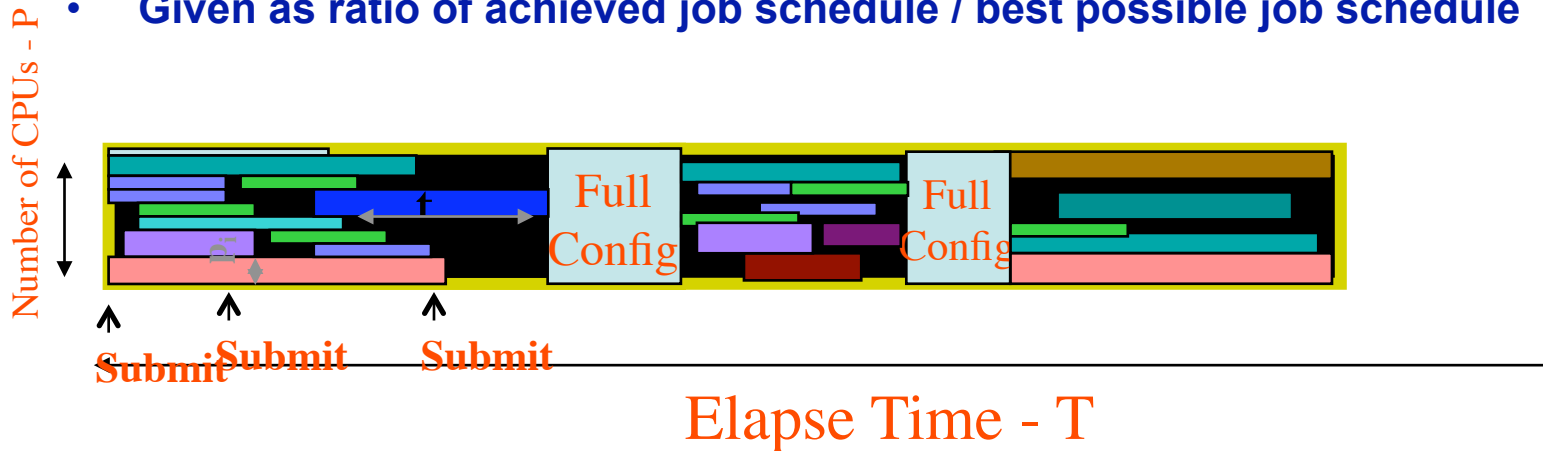 • Given as ratio of achieved job schedule / best possible job schedule
Number of CPUs - P
t
Full
Config
Full
Config
Submit
Submit
Submit
Elapse Time - T